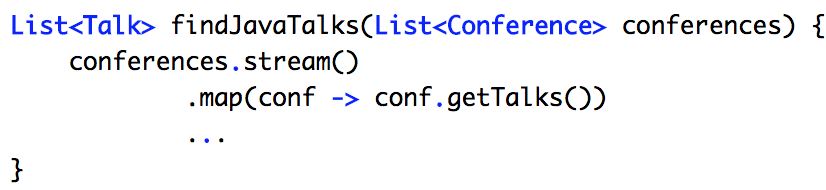 List<Talk> findJavaTalks(List<Conference> conferences) {
    conferences.stream()
            .map(conf -> conf.getTalks())
            ...
}